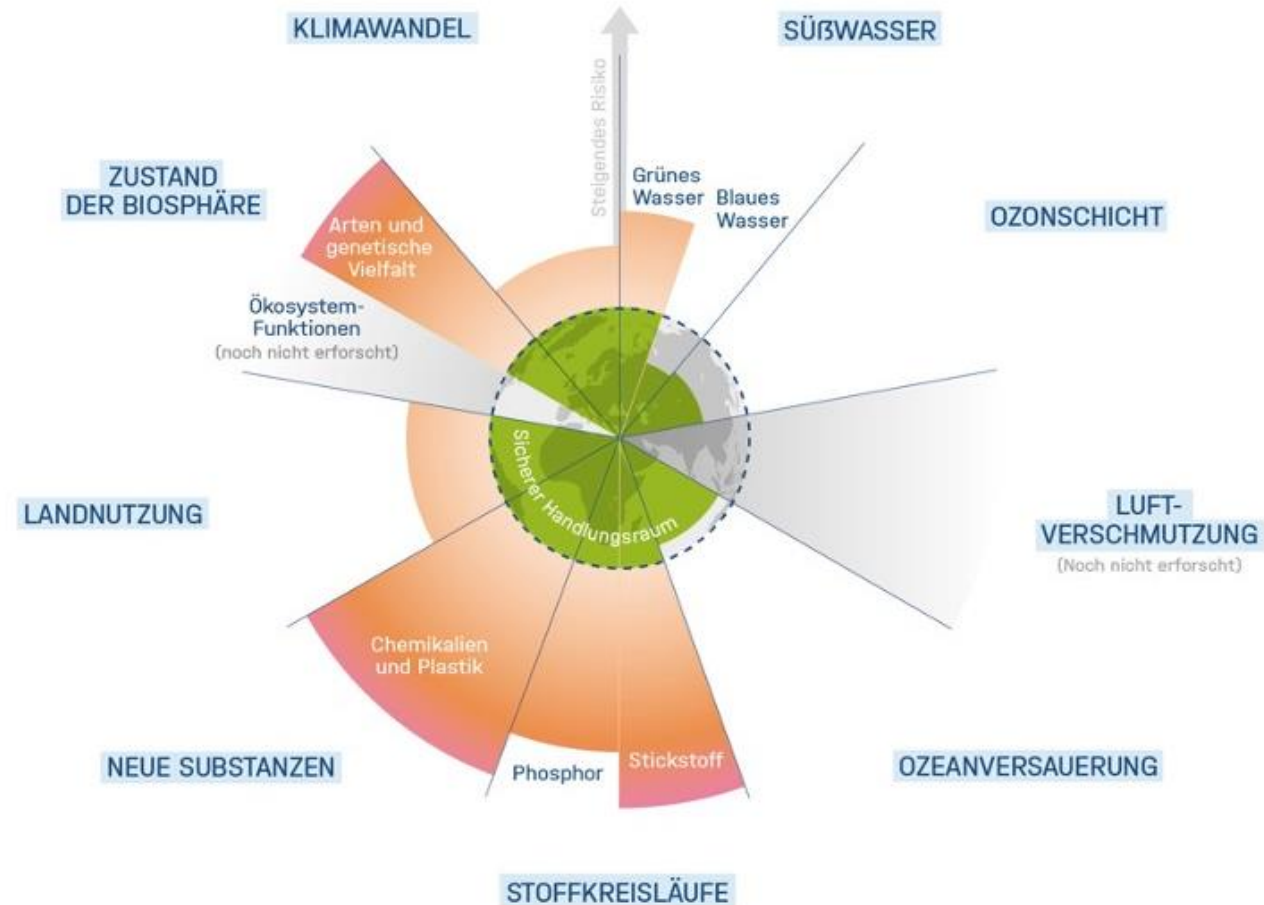 KLIMAWANDEL
SÜßWASSER
Steigendes Risiko
Grünes
Wasser
Blaues
Wasser
ZUSTAND
DER BIOSPHÄRE
Arten und
genetische
Vielfalt
OZONSCHICHT
Ökosystem-
Funktionen
(noch nicht erforscht)
Sicherer Handlungsraum
LANDNUTZUNG
LUFT-
VERSCHMUTZUNG
(Noch nicht erforscht)
Chemikalien
und Plastik
NEUE SUBSTANZEN
Phosphor
Stickstoff
OZEANVERSAUERUNG
STOFFKREISLÄUFE